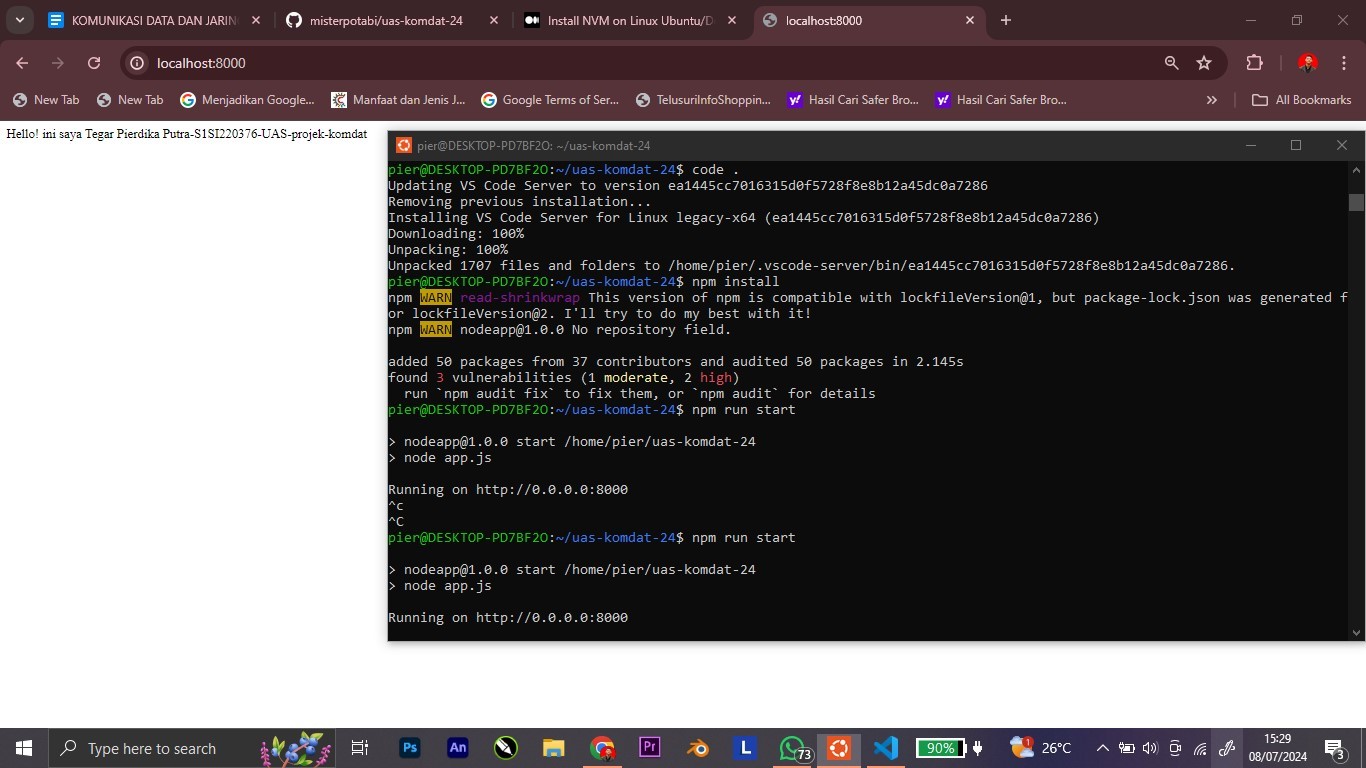 KOMUNIKASI DATA DAN JARING
misterpotabi/uas-komdat-24
Install NVM on Linux Ubuntu/D
localhost:8000
localhost:8000
New Tab
New Tab
Menjadikan Google...
Manfaat dan Jenis J...
Google Terms of Ser...
TelusuriInfoShoppin...
Hasil Cari Safer Bro...
Hasil Cari Safer Bro...
»
All Bookmarks
Hello! ini saya Tegar Pierdika Putra-S1SI220376-UAS-projek-komdat
pier@DESKTOP-PD7BF2O: ~/uas-komdat-24
pier@DESKTOP-PD7BF2O:~/uas-komdat-24$ code .
Updating VS Code Server to version ea1445cc7016315d0f5728f8e8b12a45dc0a7286
Removing previous installation...
Installing VS Code Server for Linux legacy-x64 (ea1445cc7016315d0f5728f8e8b12a45dc0a7286)
Downloading: 100%
Unpacking: 100%
Unpacked 1707 files and folders to /home/pier/.vscode-server/bin/ea1445cc7016315d0f5728f8e8b12a45dc0a7286.
pier@DESKTOP-PD7BF2O:~/uas-komdat-24$ npm install
npm WARN read-shrinkwrap This version of npm is compatible with lockfileVersion@1, but package-lock.json was generated f
or lockfileVersion@2. I'll try to do my best with it!
npm WARN nodeapp@1.0.0 No repository field.
added 50 packages from 37 contributors and audited 50 packages in 2.145s
found 3 vulnerabilities (1 moderate, 2 high)
run `npm audit fix` to fix them, or `npm audit` for details
pier@DESKTOP-PD7BF2O:~/uas-komdat-24$ npm run start
> nodeapp@1.0.0 start /home/pier/uas-komdat-24
> node app.js
Running on http://0.0.0.0:8000
^c
^C
pier@DESKTOP-PD7BF2O:~/uas-komdat-24$ npm run start
> nodeapp@1.0.0 start /home/pier/uas-komdat-24
> node app.js
Running on http://0.0.0.0:8000
Type here to search
Ps
An
Pr
L
73
90%
1
26°C
15:29
08/07/2024
3